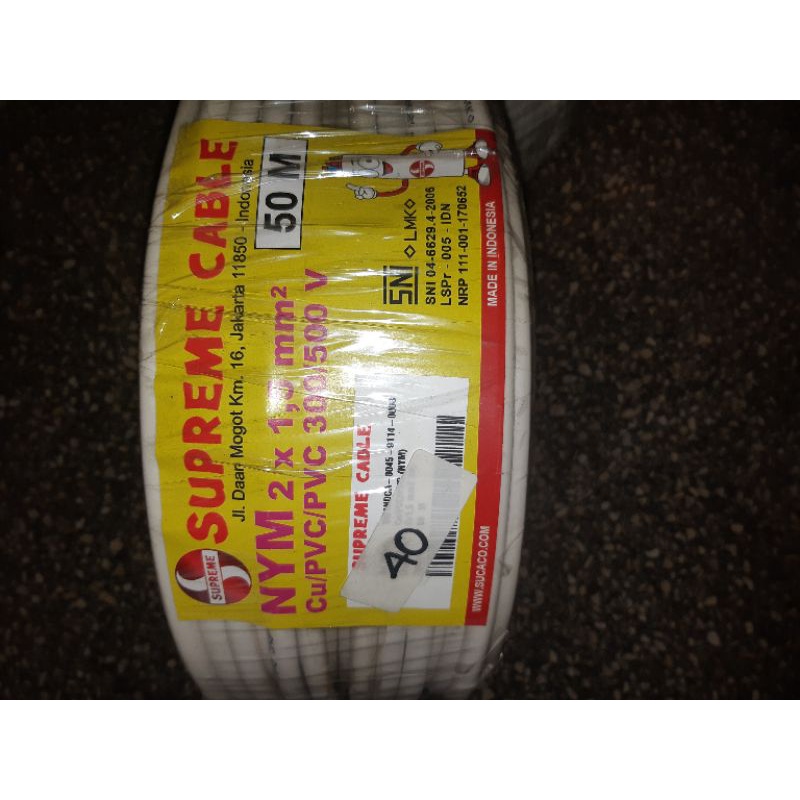 SUPREME CABLE
Jl. Daan Mogot Km. 16, Jakarta 11850 - Indonesia
50 M
NYM 2 x 1,5 mm²
Cu/PVC/PVC 300/500 V
SUPREME
SNI
LMK
SNI 04-6629.4-2006
LSPr - 005 - IDN
NRP 111-001-170652
SUPREME CABLE
(NYM)
40
WWW.SUCACO.COM
MADE IN INDONESIA